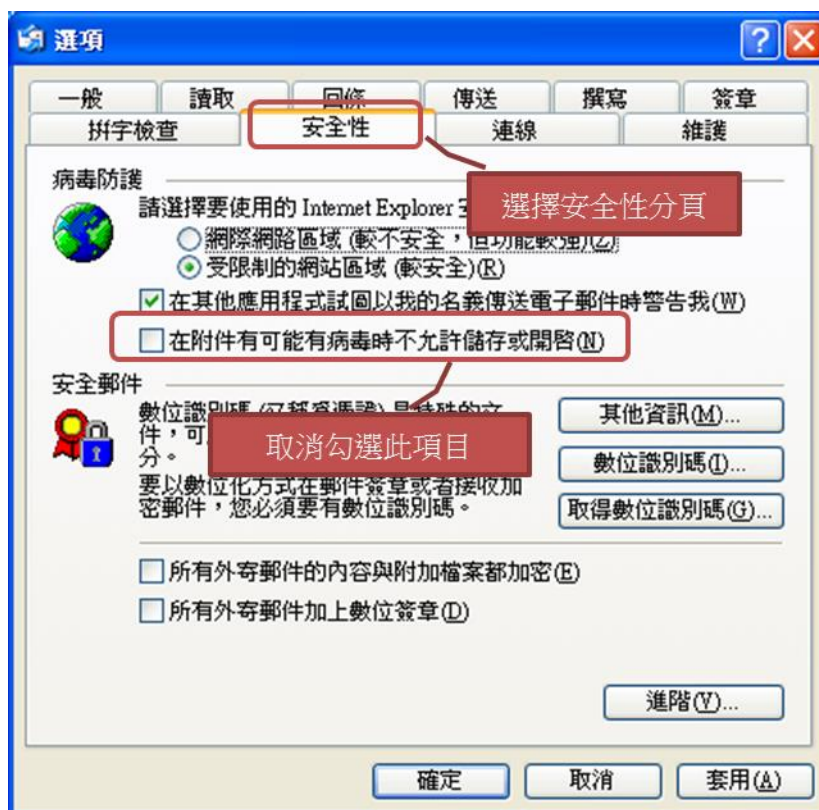 選項
一般 讀取 回條 傳送 撰寫 簽章
拼字檢查 安全性 連線 維護
選擇安全性分頁
病毒防護
請選擇要使用的 Internet Explorer
網際網路區域 (較不安全，但功能較強)(Z)
受限制的網站區域 (較安全)(R)
在其他應用程式試圖以我的名義傳送電子郵件時警告我(W)
在附件有可能有病毒時不允許儲存或開啓(N)
安全郵件
數位識別碼
件，可
分。
要以數位化方式在郵件簽章或者接收加
密郵件，您必須要有數位識別碼。
取消勾選此項目
其他資訊(M)...
數位識別碼(I)...
取得數位識別碼(G)...
所有外寄郵件的內容與附加檔案都加密(E)
所有外寄郵件加上數位簽章(D)
進階(V)...
確定 取消 套用(A)